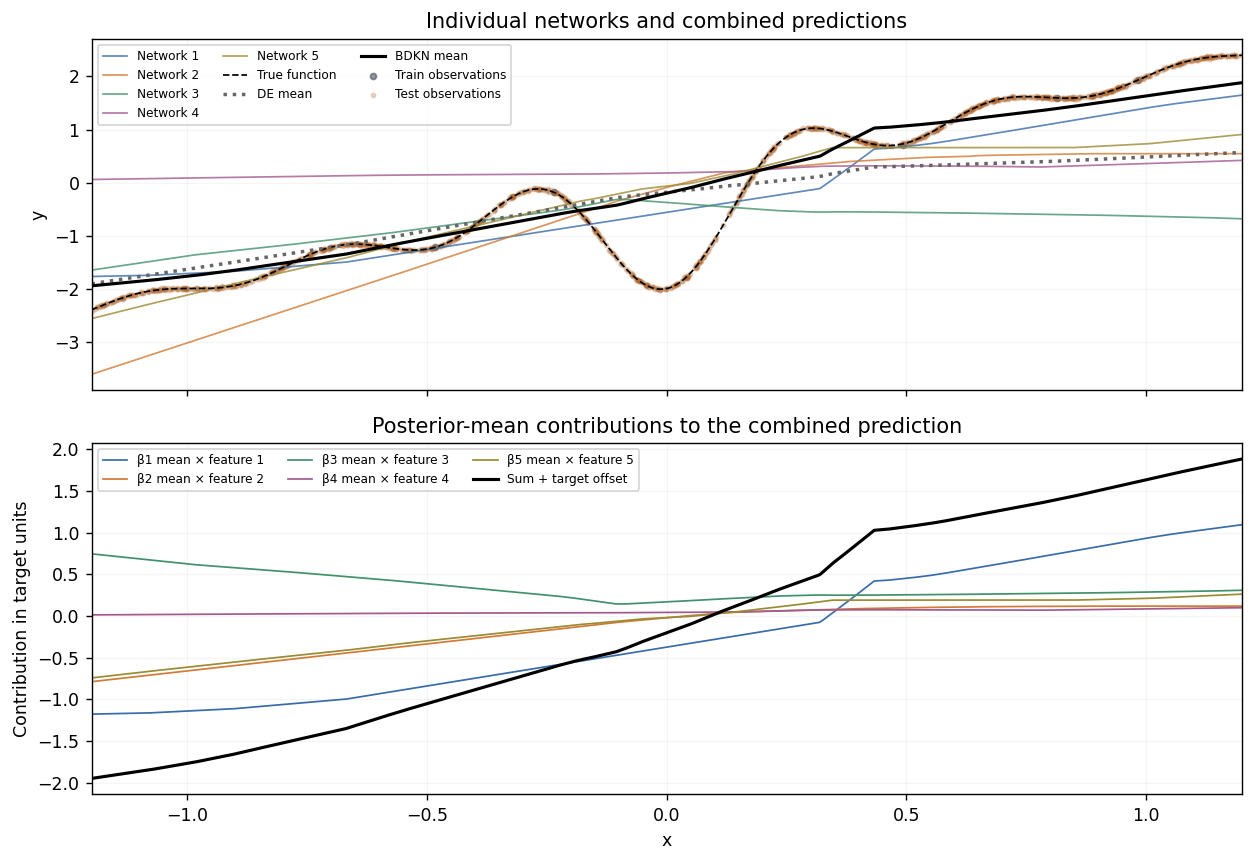 Individual networks and combined predictions
Network 1
Network 2
Network 3
Network 4
Network 5
True function
DE mean
BDKN mean
Train observations
Test observations
2
1
0
−1
−2
−3
y
Posterior-mean contributions to the combined prediction
β1 mean × feature 1
β2 mean × feature 2
β3 mean × feature 3
β4 mean × feature 4
β5 mean × feature 5
Sum + target offset
2.0
1.5
1.0
0.5
0.0
−0.5
−1.0
−1.5
−2.0
Contribution in target units
−1.0 −0.5 0.0 0.5 1.0
x